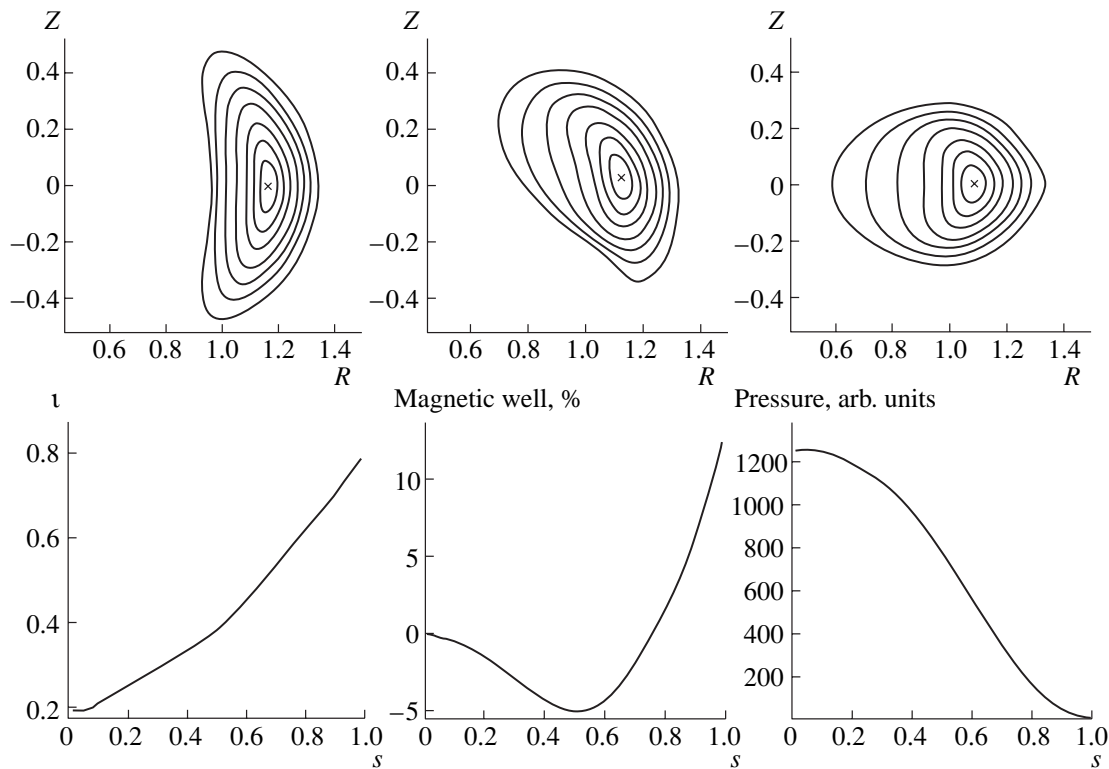 Z Z Z
0.4 0.4 0.4
0.2 0.2 0.2
0 0 0
−0.2 −0.2 −0.2
−0.4 −0.4 −0.4
0.6 0.8 1.0 1.2 1.4 0.6 0.8 1.0 1.2 1.4 0.6 0.8 1.0 1.2 1.4
R R R
ι Magnetic well, % Pressure, arb. units
0.8
0.6
0.4
0.2
10
5
0
−5
1200
1000
800
600
400
200
0 0.2 0.4 0.6 0.8 1.0 0 0.2 0.4 0.6 0.8 1.0 0 0.2 0.4 0.6 0.8 1.0
s s s